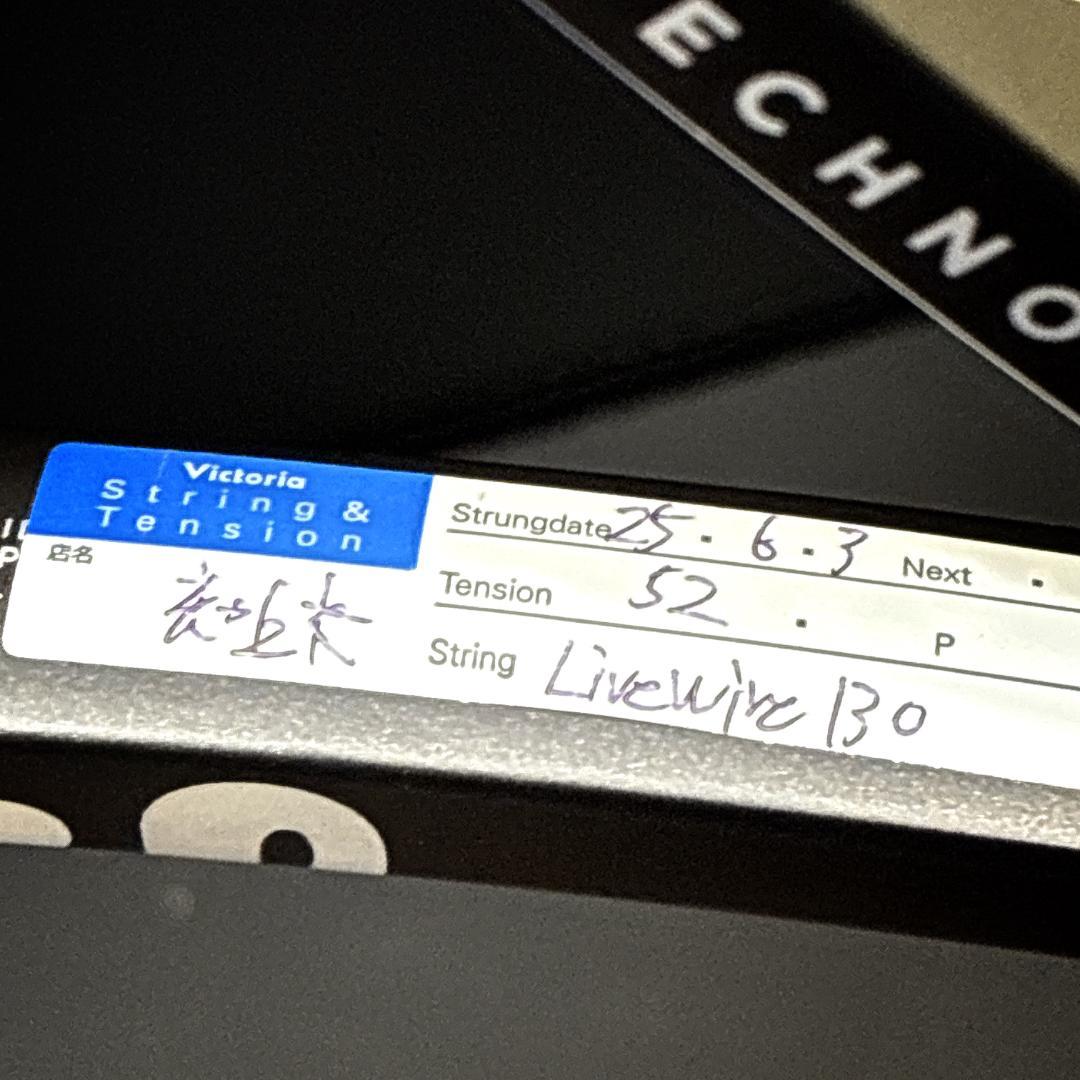 ECHNO
Victoria
String &
Tension
店名
Strungdate 25. 6. 3 Next .
Tension 52 . P
String LiveWire 130